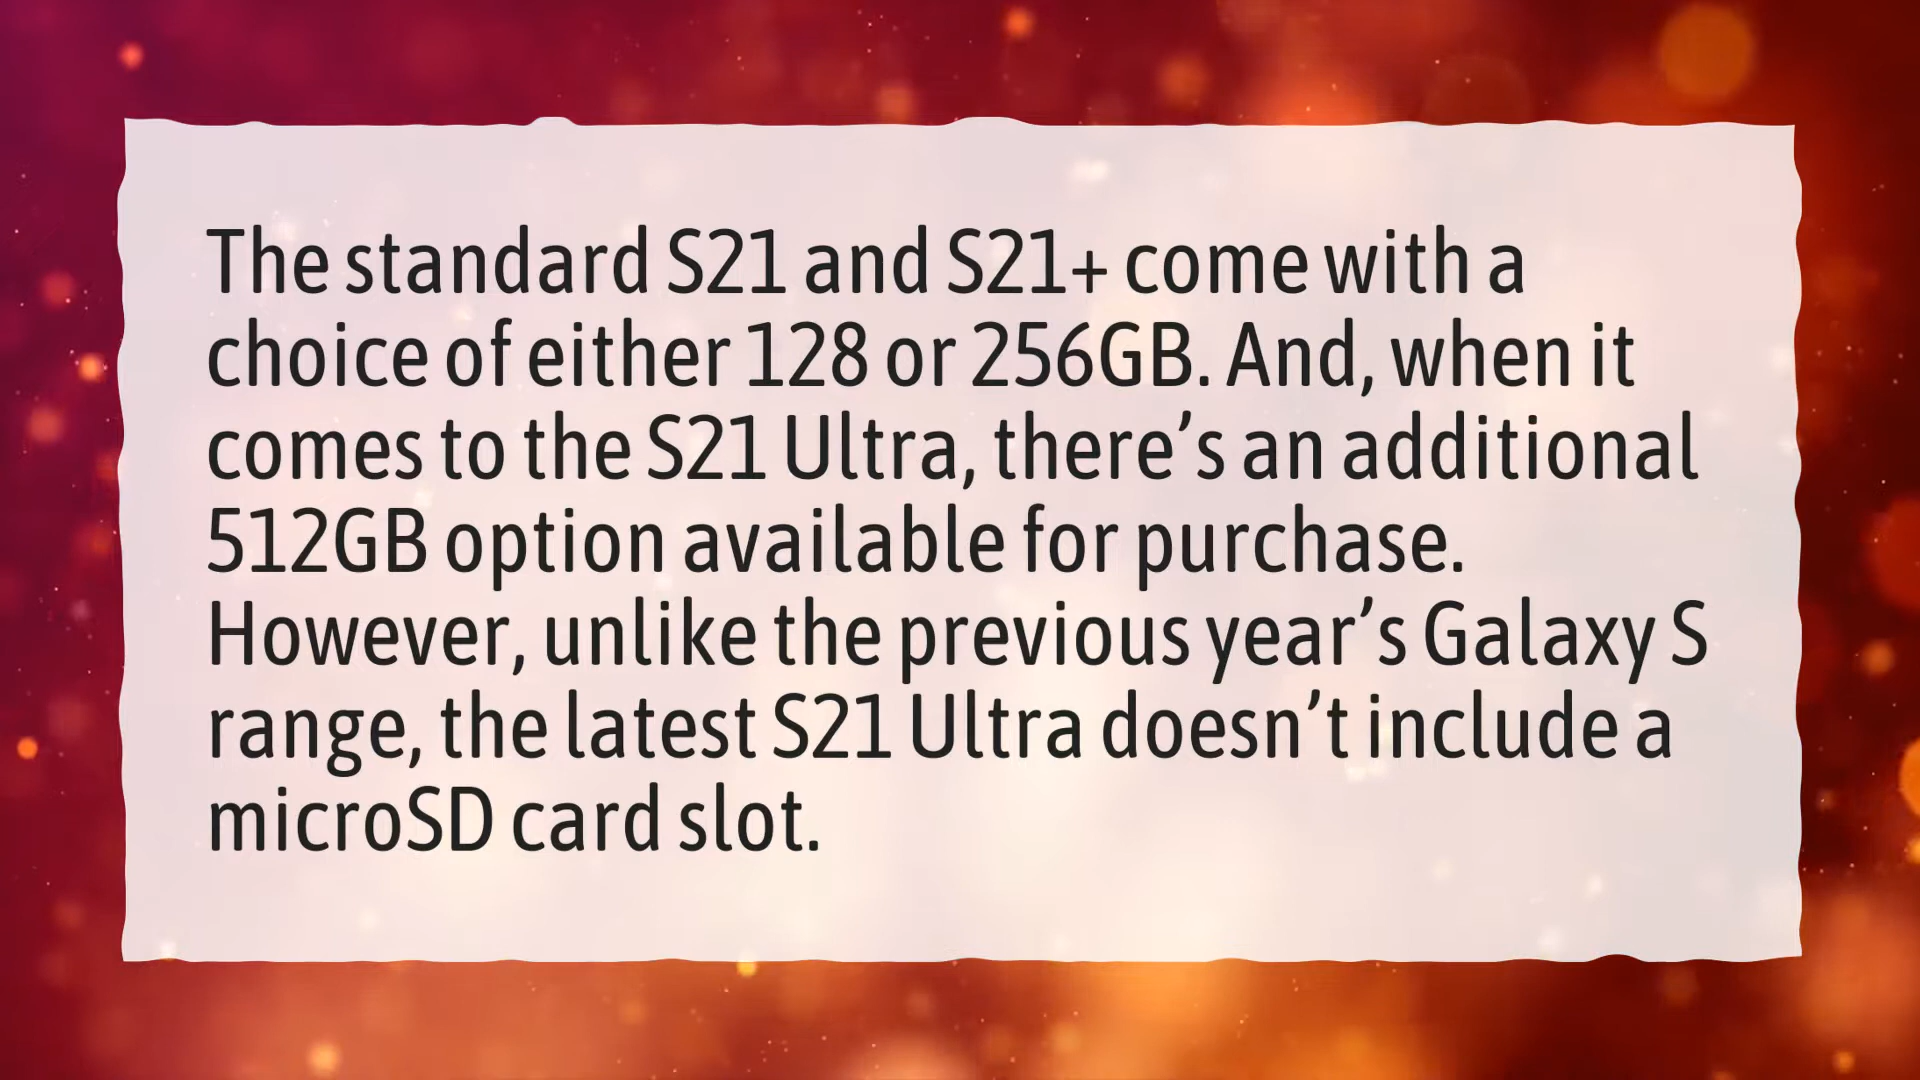 The standard S21 and S21+ come with a
choice of either 128 or 256GB. And, when it
comes to the S21 Ultra, there’s an additional
512GB option available for purchase.
However, unlike the previous year’s Galaxy S
range, the latest S21 Ultra doesn’t include a
microSD card slot.